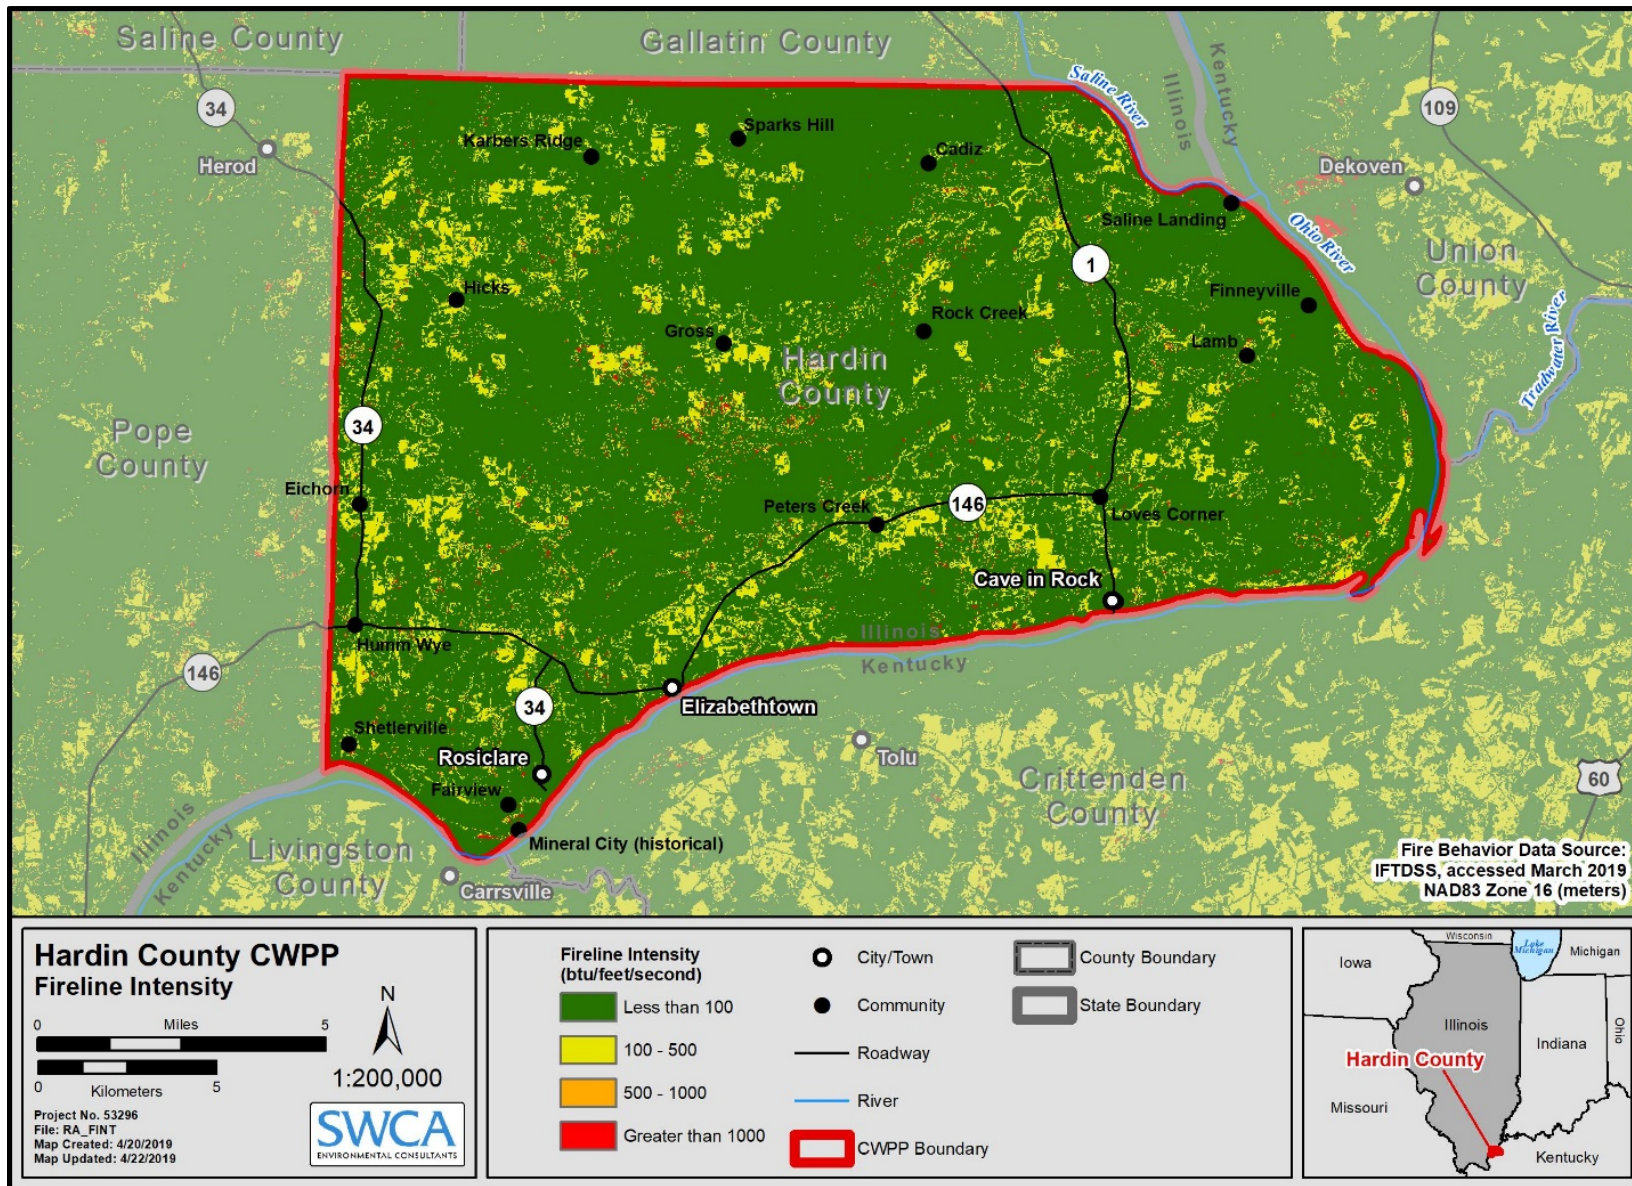 Saline County
Gallatin County
Saline River
Kentucky
Illinois
34
109
Herod
Karbers Ridge
Sparks Hill
Cadiz
Dekoven
Saline Landing
Ohio River
Union
County
1
Hicks
Finneyville
Gross
Rock Creek
Lamb
Hardin
County
Tradwater River
34
Pope
County
Eichorn
Peters Creek
146
Loves Corner
Cave in Rock
Humm Wye
Illinois
Kentucky
146
34
Elizabethtown
Shetlerville
Rosiclare
Tolu
Crittenden
County
60
Fairview
Illinois
Kentucky
Mineral City (historical)
Livingston
County
Carrsville
Fire Behavior Data Source:
IFTDSS, accessed March 2019
NAD83 Zone 16 (meters)
Hardin County CWPP
Fireline Intensity
N
0 Miles 5
0 Kilometers 5
1:200,000
Project No. 53296
File: RA_FINT
Map Created: 4/20/2019
Map Updated: 4/22/2019
SWCA
ENVIRONMENTAL CONSULTANTS
Fireline Intensity
(btu/feet/second)
Less than 100
100 - 500
500 - 1000
Greater than 1000
City/Town
Community
Roadway
River
CWPP Boundary
County Boundary
State Boundary
Wisconsin
Lake
Michigan
Michigan
Iowa
Illinois
Indiana
Ohio
Hardin County
Missouri
Kentucky